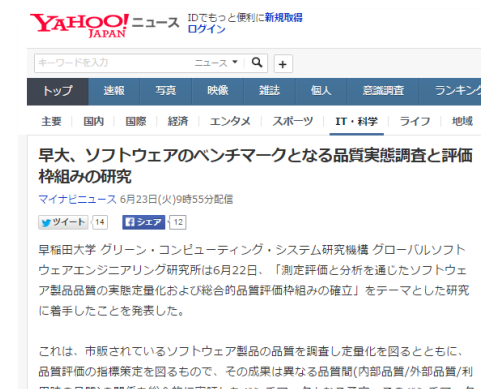 YAHOO! ニュース IDでもっと便利に新規取得
JAPAN ログイン
キーワードを入力 ニュース
トップ 速報 写真 映像 雑誌 個人 意識調査 ランキング
主要 国内 国際 経済 エンタメ スポーツ IT・科学 ライフ 地域
早大、ソフトウェアのベンチマークとなる品質実態調査と評価
枠組みの研究
マイナビニュース 6月23日(火)9時55分配信
ツイート 14 シェア 12
早稲田大学 グリーン・コンピューティング・システム研究機構 グローバルソフト
ウェアエンジニアリング研究所は6月22日、「測定評価と分析を通じたソフトウェ
ア製品品質の実態定量化および総合的品質評価枠組みの確立」をテーマとした研究
に着手したことを発表した。
これは、市販されているソフトウェア製品の品質を調査し定量化を図るとともに、
品質評価の指標策定を図るもので、その成果は異なる品質間(内部品質/外部品質/利